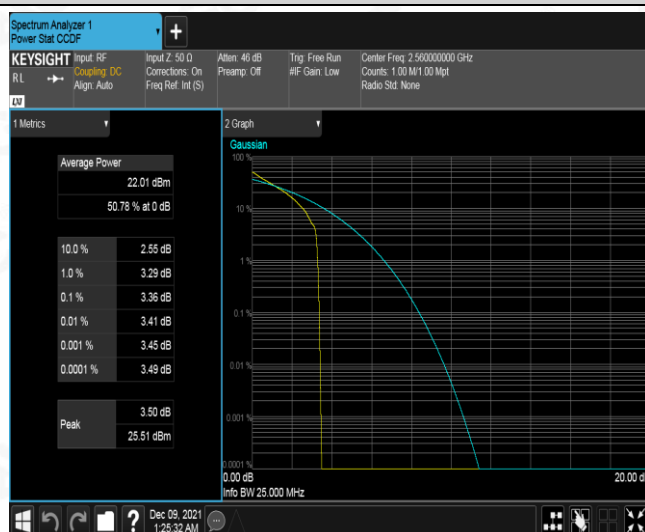 Spectrum Analyzer 1
Power Stat CCDF
+
KEYSIGHT
RL
LXI
Input: RF
Coupling: DC
Align: Auto
Input Z: 50 Ω
Corrections: On
Freq Ref: Int (S)
Atten: 46 dB
Preamp: Off
Trig: Free Run
#IF Gain: Low
Center Freq: 2.560000000 GHz
Counts: 1.00 M/1.00 Mpt
Radio Std: None
1 Metrics
Average Power
22.01 dBm
50.78 % at 0 dB
10.0 % 2.55 dB
1.0 % 3.29 dB
0.1 % 3.36 dB
0.01 % 3.41 dB
0.001 % 3.45 dB
0.0001 % 3.49 dB
Peak
3.50 dB
25.51 dBm
2 Graph
Gaussian
100 %
10 %
1 %
0.1 %
0.01 %
0.001 %
0.0001 %
0.00 dB
20.00 d
Info BW 25.000 MHz
?
Dec 09, 2021
1:25:32 AM